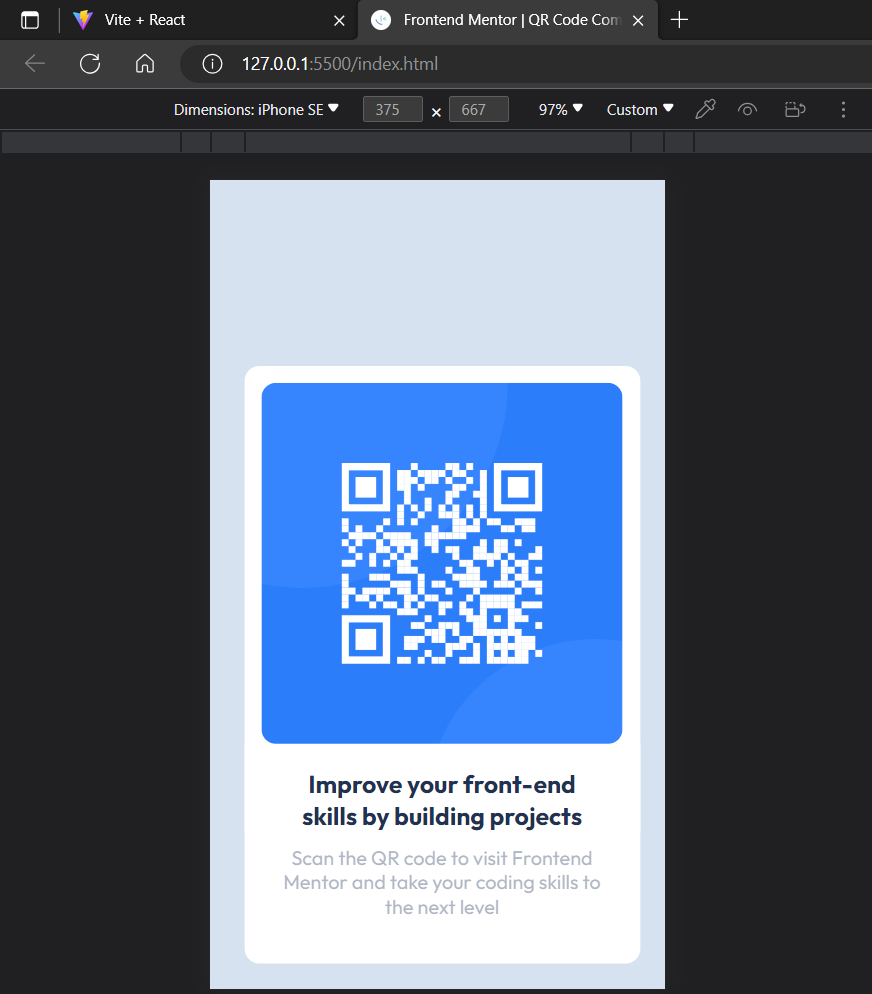 Vite + React
Frontend Mentor | QR Code Com
127.0.0.1:5500/index.html
Dimensions: iPhone SE 375 × 667 97% Custom
Improve your front-end
skills by building projects
Scan the QR code to visit Frontend
Mentor and take your coding skills to
the next level